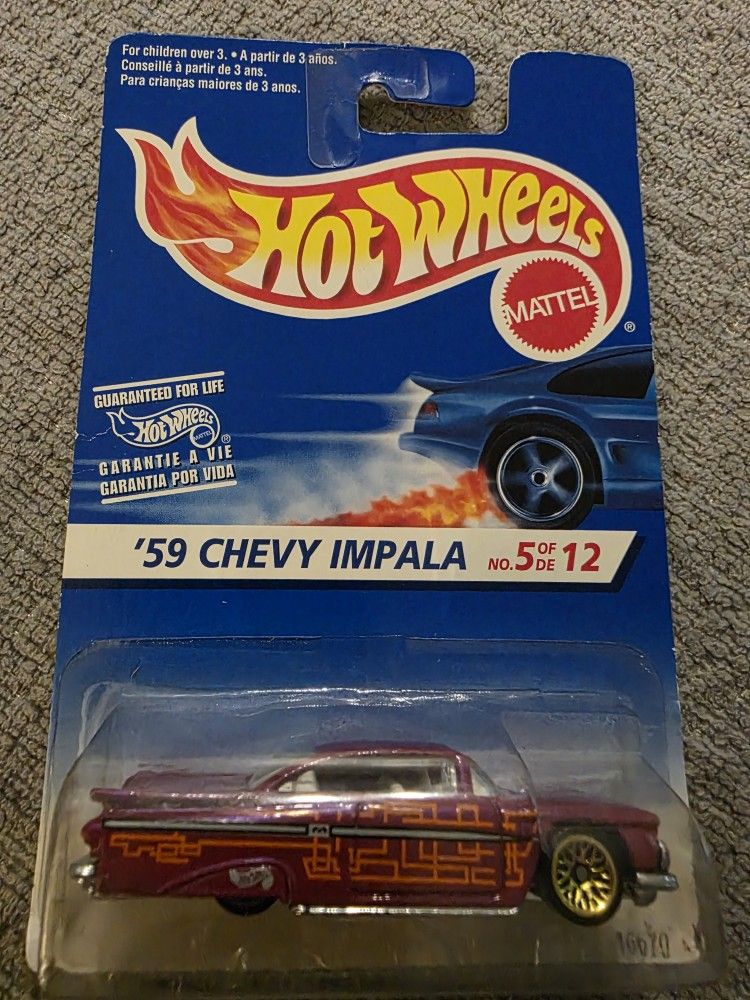 For children over 3. • A partir de 3 años.
Conseillé à partir de 3 ans.
Para crianças maiores de 3 anos.
HOT WHEELS
MATTEL
®
GUARANTEED FOR LIFE
HOT WHEELS
MATTEL
®
GARANTIE A VIE
GARANTIA POR VIDA
'59 CHEVY IMPALA NO. 5 OF DE 12